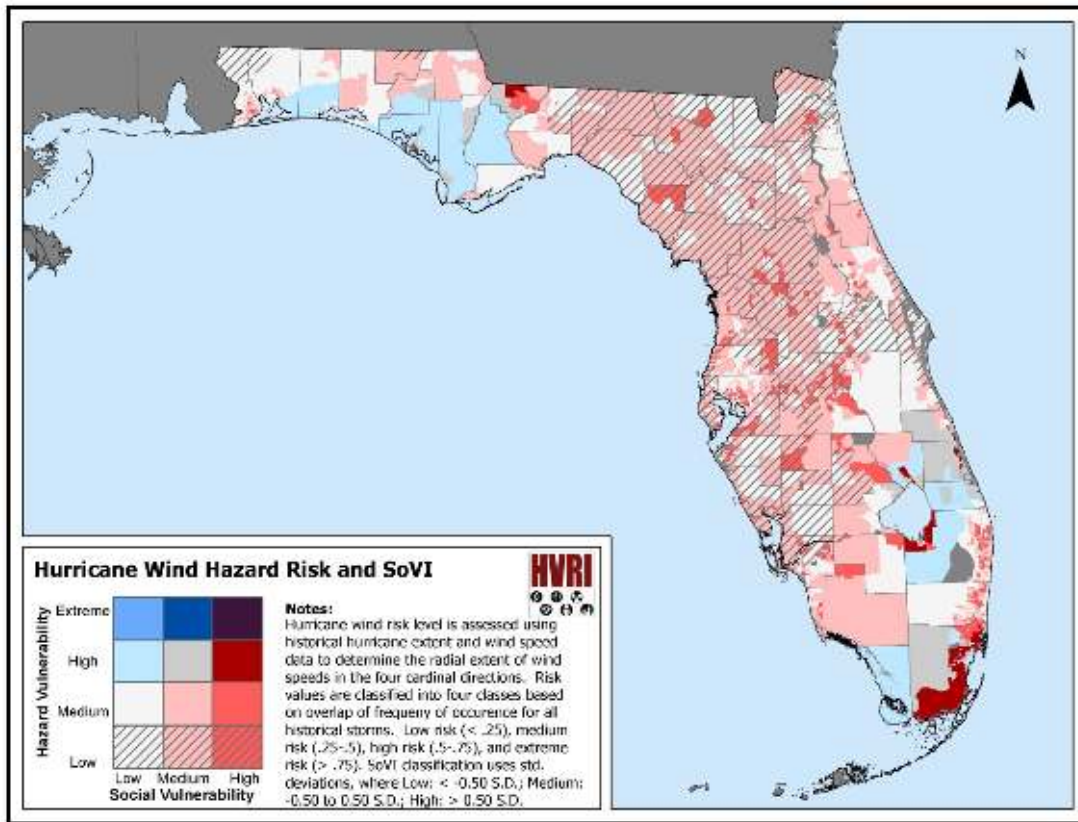 N
Hurricane Wind Hazard Risk and SoVI
HVRI
Hazard Vulnerability
Extreme
High
Medium
Low
Low Medium High
Social Vulnerability
Notes:
Hurricane wind risk level is assessed using
historical hurricane extent and wind speed
data to determine the radial extent of wind
speeds in the four cardinal directions. Risk
values are classified into four classes based
on overlap of frequeny of occurence for all
historical storms. Low risk (< .25), medium
risk (.25-.5), high risk (.5-.75), and extreme
risk (> .75). SoVI classification uses std.
deviations, where Low: < -0.50 S.D.; Medium:
-0.50 to 0.50 S.D.; High: > 0.50 S.D.